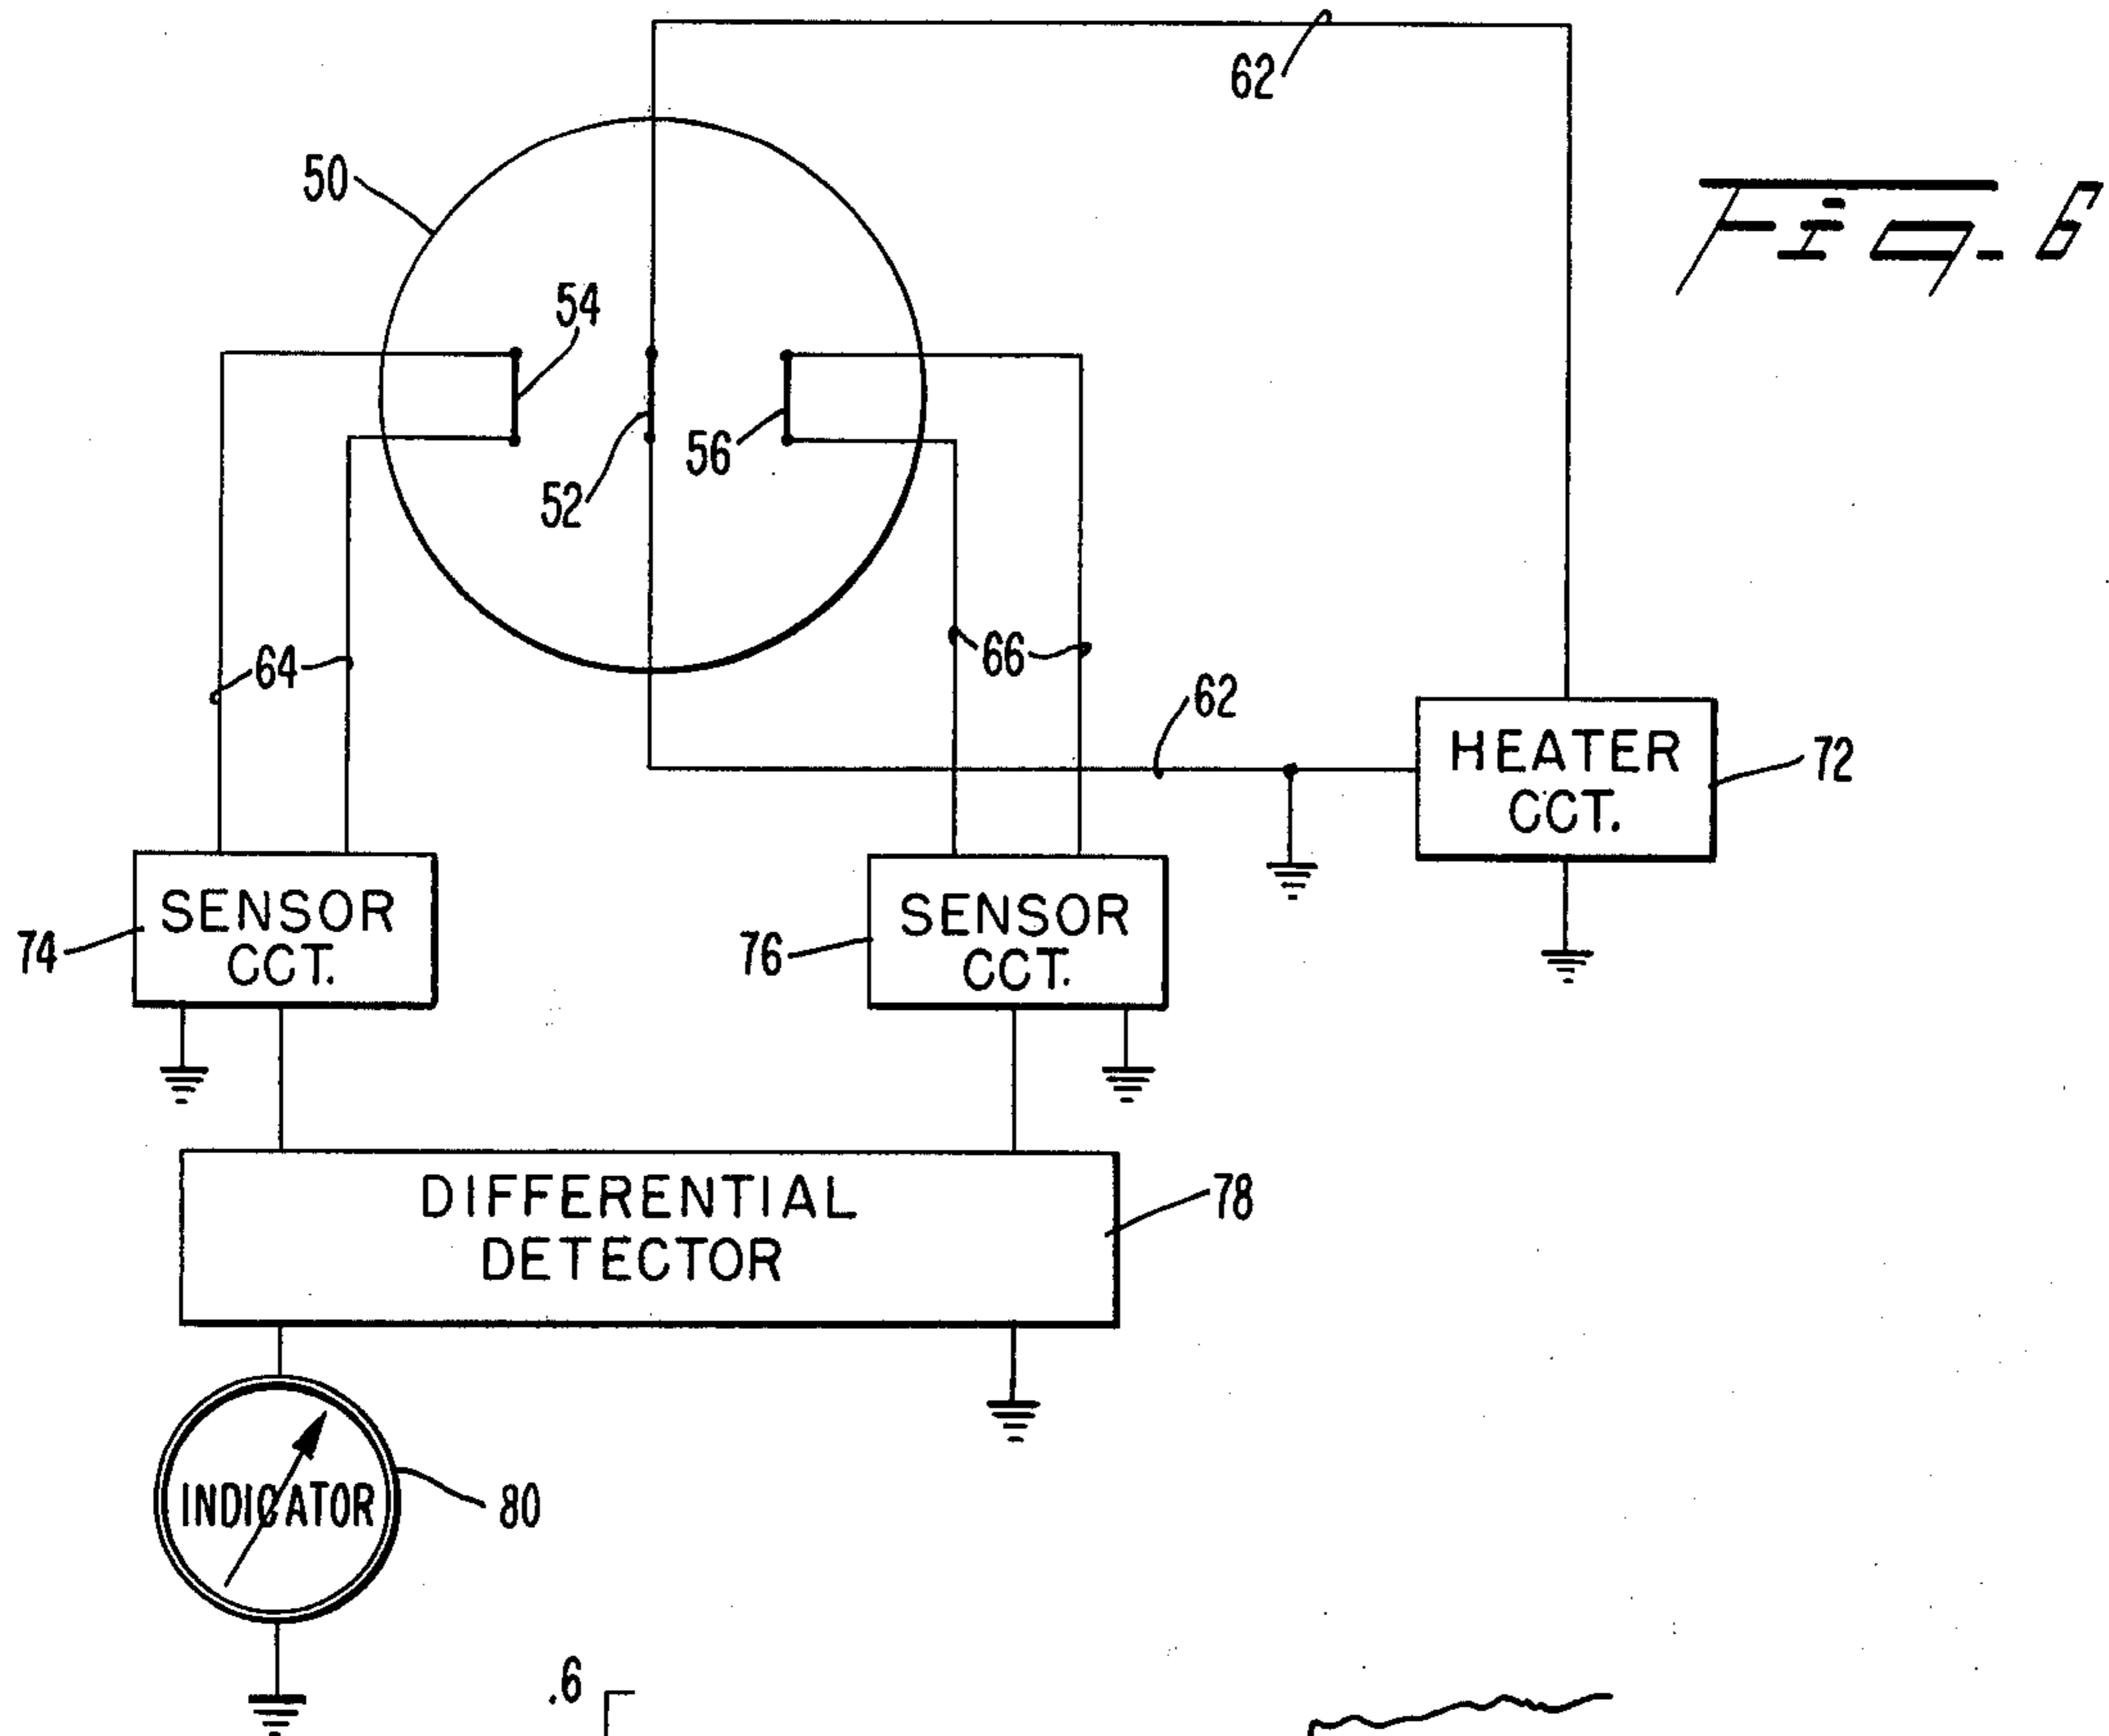 62
50
Fig. 6
54
56
52
64
66
62
HEATER
CCT.
72
SENSOR
CCT.
74
SENSOR
CCT.
76
DIFFERENTIAL
DETECTOR
78
INDICATOR
80
.6